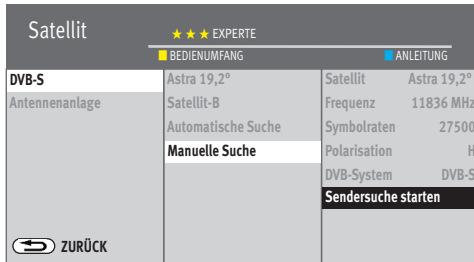 Satellit
★ ★ ★ EXPERTE
BEDIENUMFANG
ANLEITUNG
DVB-S
Antennenanlage
Astra 19,2°
Satellit-B
Automatische Suche
Manuelle Suche
Satellit Astra 19,2°
Frequenz 11836 MHz
Symbolraten 27500
Polarisation H
DVB-System DVB-S
Sendersuche starten
ZURÜCK